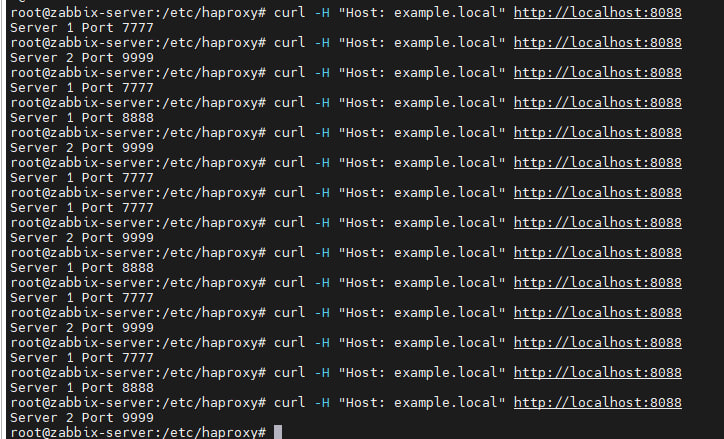 root@zabbix-server:/etc/haproxy# curl -H "Host: example.local" http://localhost:8088
Server 1 Port 7777
root@zabbix-server:/etc/haproxy# curl -H "Host: example.local" http://localhost:8088
Server 2 Port 9999
root@zabbix-server:/etc/haproxy# curl -H "Host: example.local" http://localhost:8088
Server 1 Port 7777
root@zabbix-server:/etc/haproxy# curl -H "Host: example.local" http://localhost:8088
Server 1 Port 8888
root@zabbix-server:/etc/haproxy# curl -H "Host: example.local" http://localhost:8088
Server 2 Port 9999
root@zabbix-server:/etc/haproxy# curl -H "Host: example.local" http://localhost:8088
Server 1 Port 7777
root@zabbix-server:/etc/haproxy# curl -H "Host: example.local" http://localhost:8088
Server 1 Port 7777
root@zabbix-server:/etc/haproxy# curl -H "Host: example.local" http://localhost:8088
Server 2 Port 9999
root@zabbix-server:/etc/haproxy# curl -H "Host: example.local" http://localhost:8088
Server 1 Port 8888
root@zabbix-server:/etc/haproxy# curl -H "Host: example.local" http://localhost:8088
Server 1 Port 7777
root@zabbix-server:/etc/haproxy# curl -H "Host: example.local" http://localhost:8088
Server 2 Port 9999
root@zabbix-server:/etc/haproxy# curl -H "Host: example.local" http://localhost:8088
Server 1 Port 7777
root@zabbix-server:/etc/haproxy# curl -H "Host: example.local" http://localhost:8088
Server 1 Port 8888
root@zabbix-server:/etc/haproxy# curl -H "Host: example.local" http://localhost:8088
Server 2 Port 9999
root@zabbix-server:/etc/haproxy#